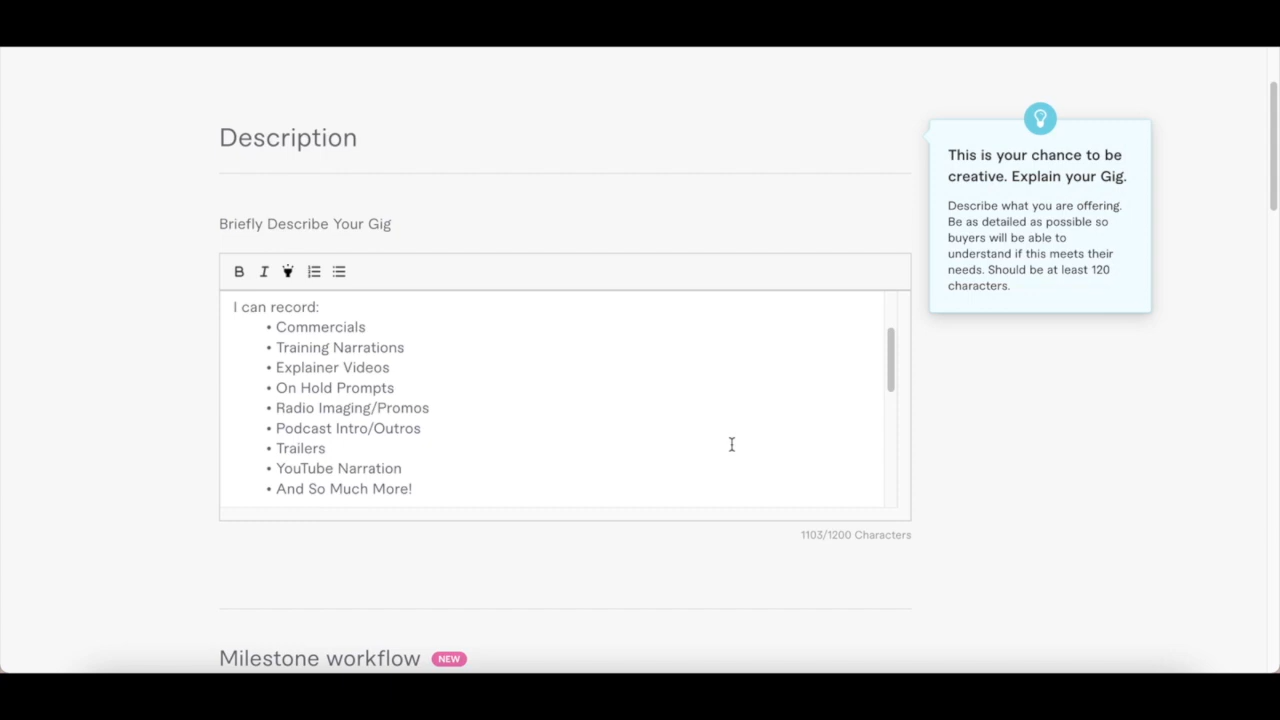 Description
Briefly Describe Your Gig
B I
I can record:
• Commercials
• Training Narrations
• Explainer Videos
• On Hold Prompts
• Radio Imaging/Promos
• Podcast Intro/Outros
• Trailers
• YouTube Narration
• And So Much More!
1103/1200 Characters
Milestone workflow NEW
This is your chance to be
creative. Explain your Gig.
Describe what you are offering.
Be as detailed as possible so
buyers will be able to
understand if this meets their
needs. Should be at least 120
characters.